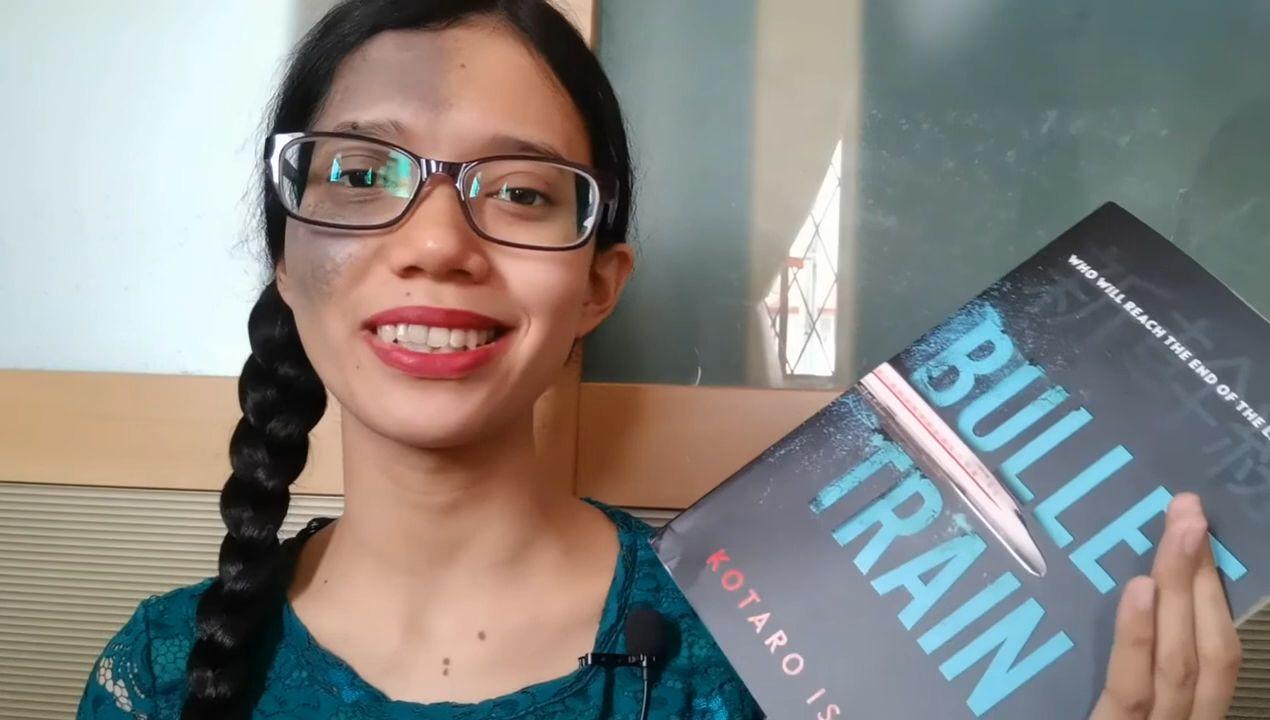 WHO WILL REACH THE END OF THE
BULLET
TRAIN
KOTARO IS